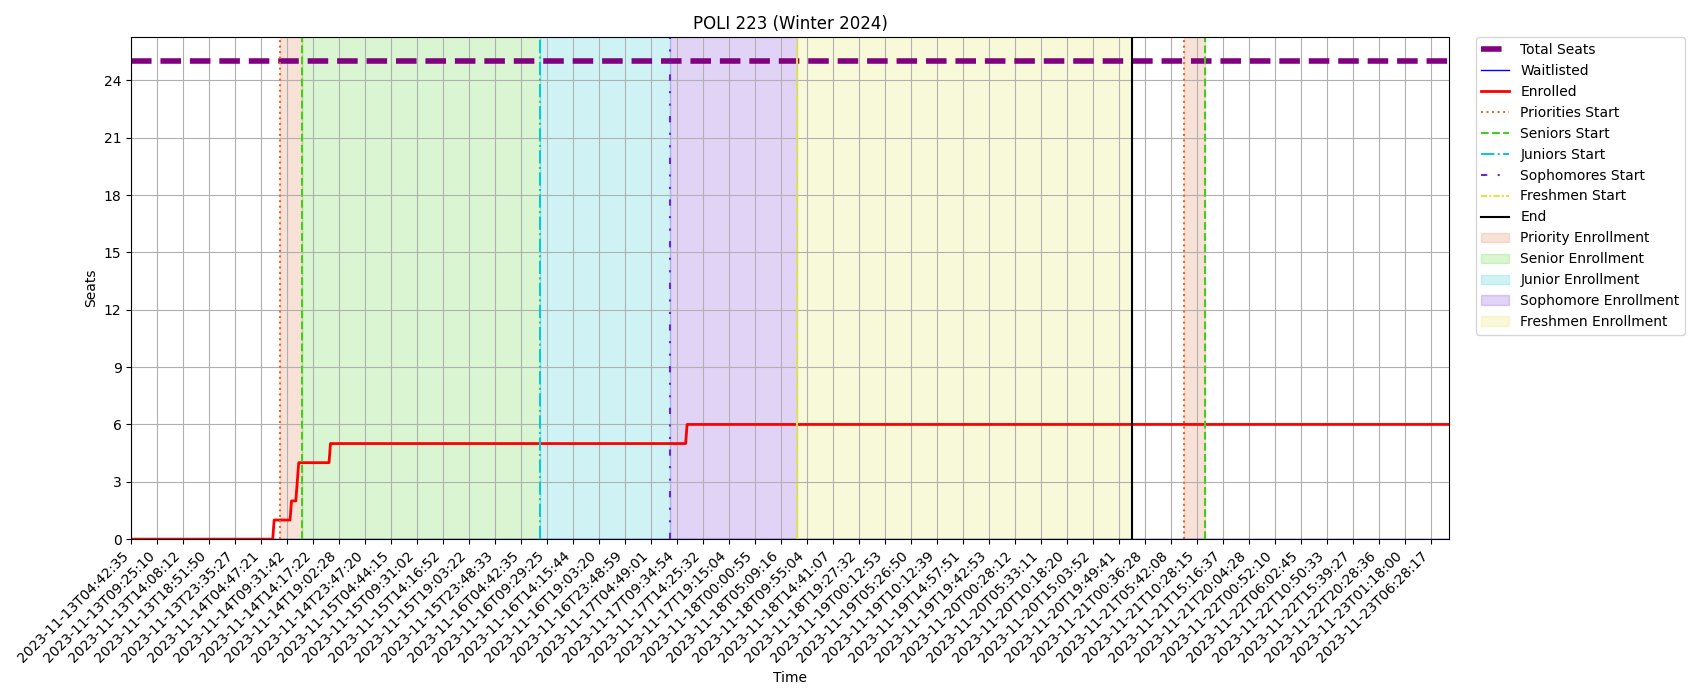 POLI 223 (Winter 2024)
Total Seats
Waitlisted
Enrolled
Priorities Start
Seniors Start
Juniors Start
Sophomores Start
Freshmen Start
End
Priority Enrollment
Senior Enrollment
Junior Enrollment
Sophomore Enrollment
Freshmen Enrollment
Seats
24
21
18
15
12
9
6
3
0
2023-11-13T04:42:35
2023-11-13T09:25:10
2023-11-13T14:08:12
2023-11-13T18:51:50
2023-11-13T23:35:27
2023-11-14T04:47:21
2023-11-14T09:31:42
2023-11-14T14:17:22
2023-11-14T19:02:28
2023-11-14T23:47:20
2023-11-15T04:44:15
2023-11-15T09:31:02
2023-11-15T14:16:52
2023-11-15T19:03:22
2023-11-15T23:48:33
2023-11-16T04:42:35
2023-11-16T09:29:25
2023-11-16T14:15:44
2023-11-16T19:03:20
2023-11-16T23:48:59
2023-11-17T04:49:01
2023-11-17T09:34:54
2023-11-17T14:25:32
2023-11-17T19:15:04
2023-11-18T00:00:55
2023-11-18T05:09:16
2023-11-18T09:55:04
2023-11-18T14:41:07
2023-11-18T19:27:32
2023-11-19T00:12:53
2023-11-19T05:26:50
2023-11-19T10:12:39
2023-11-19T14:57:51
2023-11-19T19:42:53
2023-11-20T00:28:12
2023-11-20T05:33:11
2023-11-20T10:18:20
2023-11-20T15:03:52
2023-11-20T19:49:41
2023-11-21T00:36:28
2023-11-21T05:42:08
2023-11-21T10:28:15
2023-11-21T15:16:37
2023-11-21T20:04:28
2023-11-22T00:52:10
2023-11-22T06:02:45
2023-11-22T10:50:33
2023-11-22T15:39:27
2023-11-22T20:28:36
2023-11-23T01:18:00
2023-11-23T06:28:17
Time